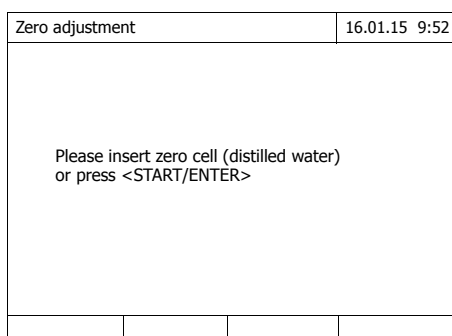 Zero adjustment 16.01.15 9:52
Please insert zero cell (distilled water)
or press <START/ENTER>